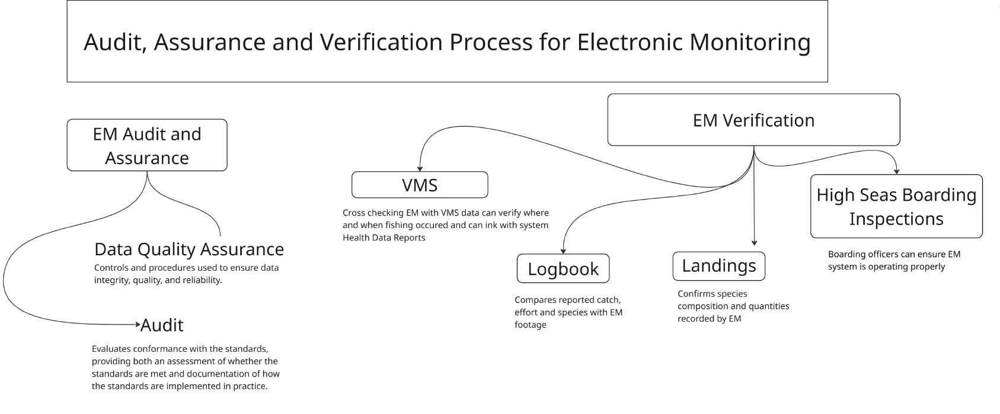 Audit, Assurance and Verification Process for Electronic Monitoring
EM Audit and
Assurance
Data Quality Assurance
Controls and procedures used to ensure data
integrity, quality, and reliability.
Audit
Evaluates conformance with the standards,
providing both an assessment of whether the
standards are met and documentation of how
the standards are implemented in practice.
EM Verification
VMS
Cross checking EM with VMS data can verify where
and when fishing occured and can ink with system
Health Data Reports
Logbook
Compares reported catch,
effort and species with EM
footage
Landings
Confirms species
composition and quantities
recorded by EM
High Seas Boarding
Inspections
Boarding officers can ensure EM
system is operating properly